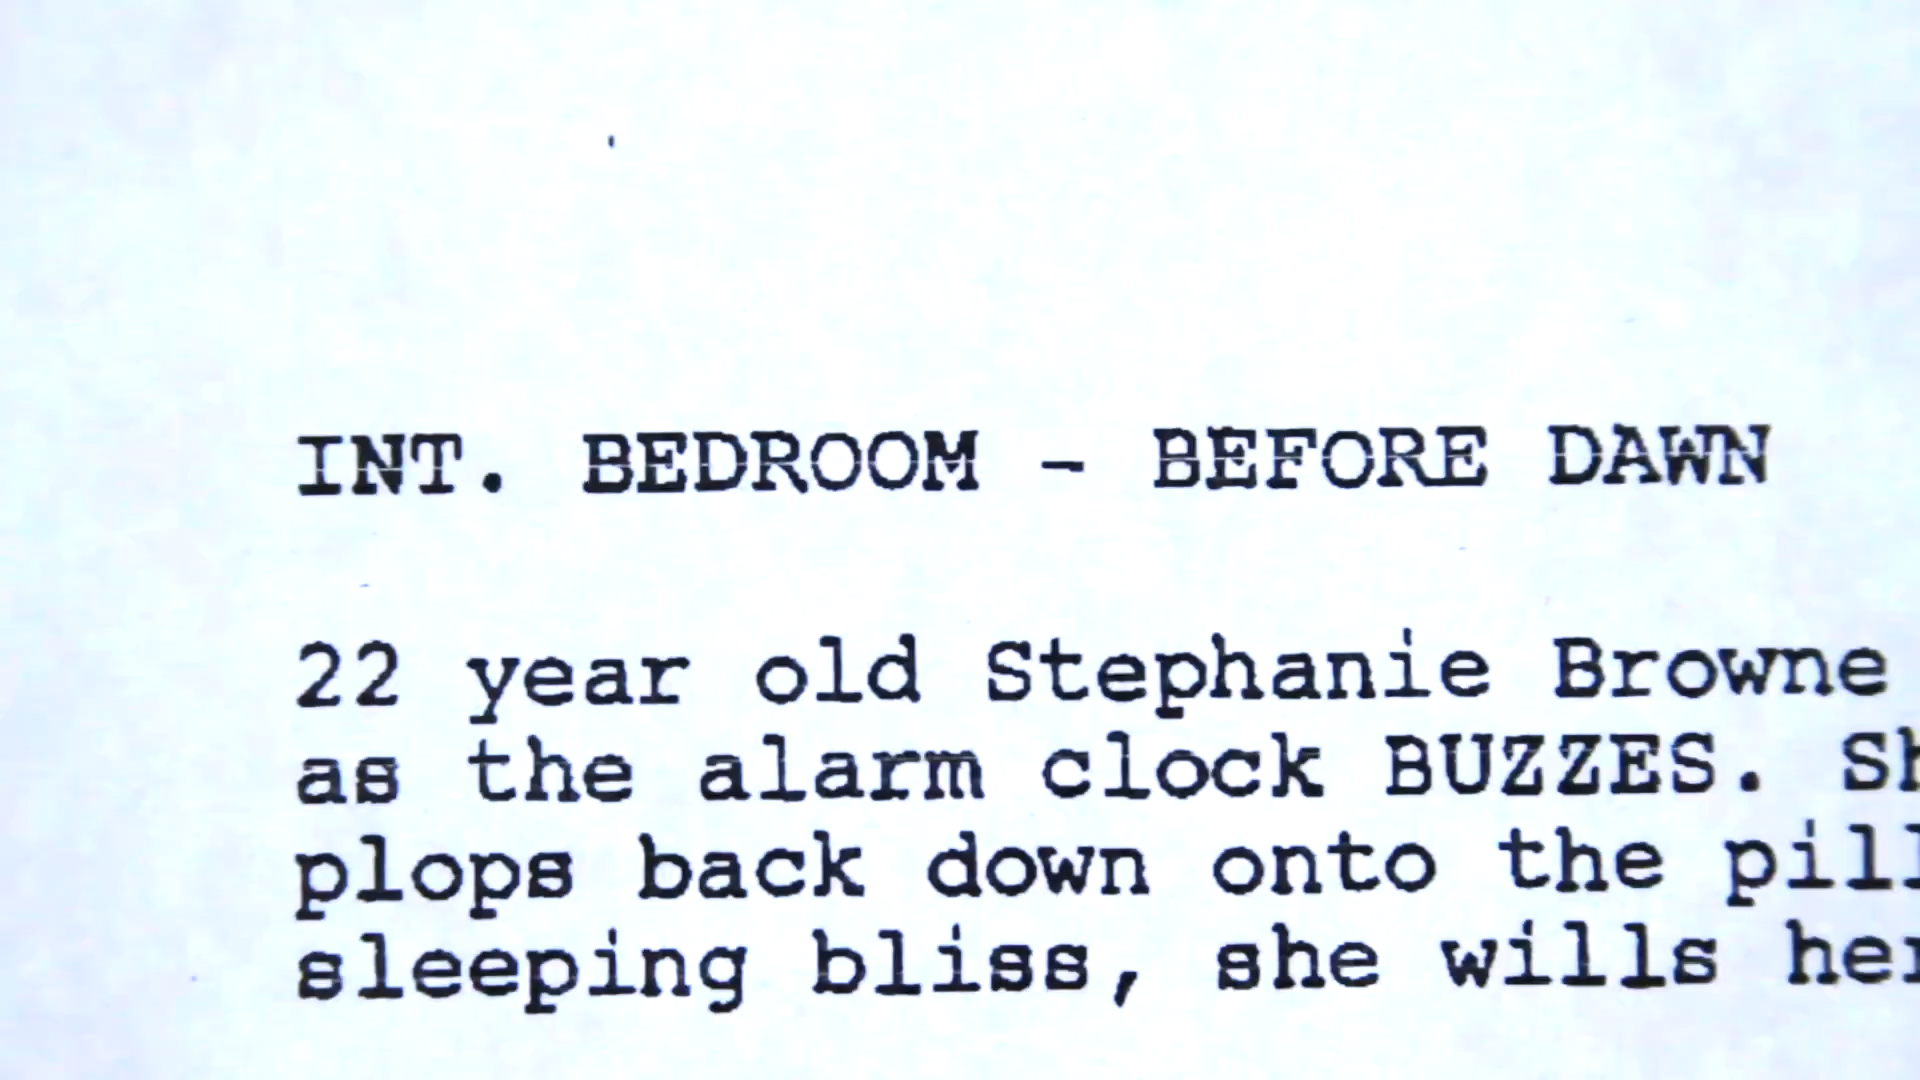 INT. BEDROOM - BEFORE DAWN
22 year old Stephanie Browne
as the alarm clock BUZZES.
plops back down onto the
sleeping bliss, she wills